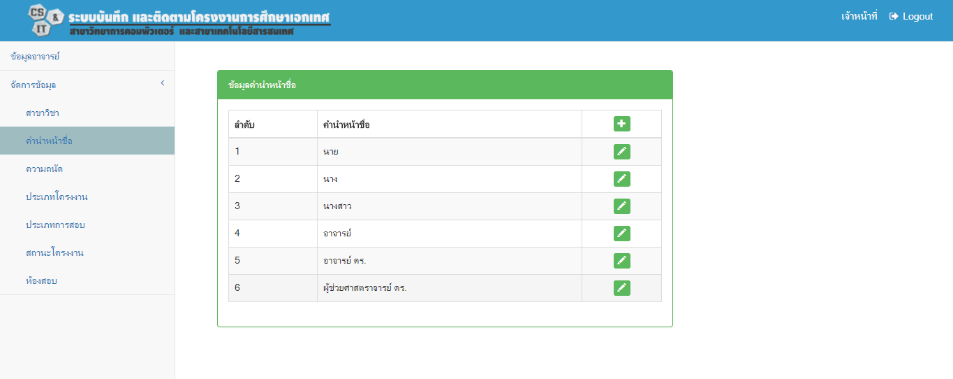 CS & IT
ระบบบันทึก และติดตามโครงงานการศึกษาเอกเทศ
สาขาวิทยาการคอมพิวเตอร์ และสาขาเทคโนโลยีสารสนเทศ
เจ้าหน้าที่ Logout
ข้อมูลอาจารย์
จัดการข้อมูล
สาขาวิชา
คำนำหน้าชื่อ
ความถนัด
ประเภทโครงงาน
ประเภทการสอบ
สถานะโครงงาน
ห้องสอบ
ข้อมูลคำนำหน้าชื่อ
ลำดับ คำนำหน้าชื่อ
1 นาย
2 นาง
3 นางสาว
4 อาจารย์
5 อาจารย์ ดร.
6 ผู้ช่วยศาสตราจารย์ ดร.